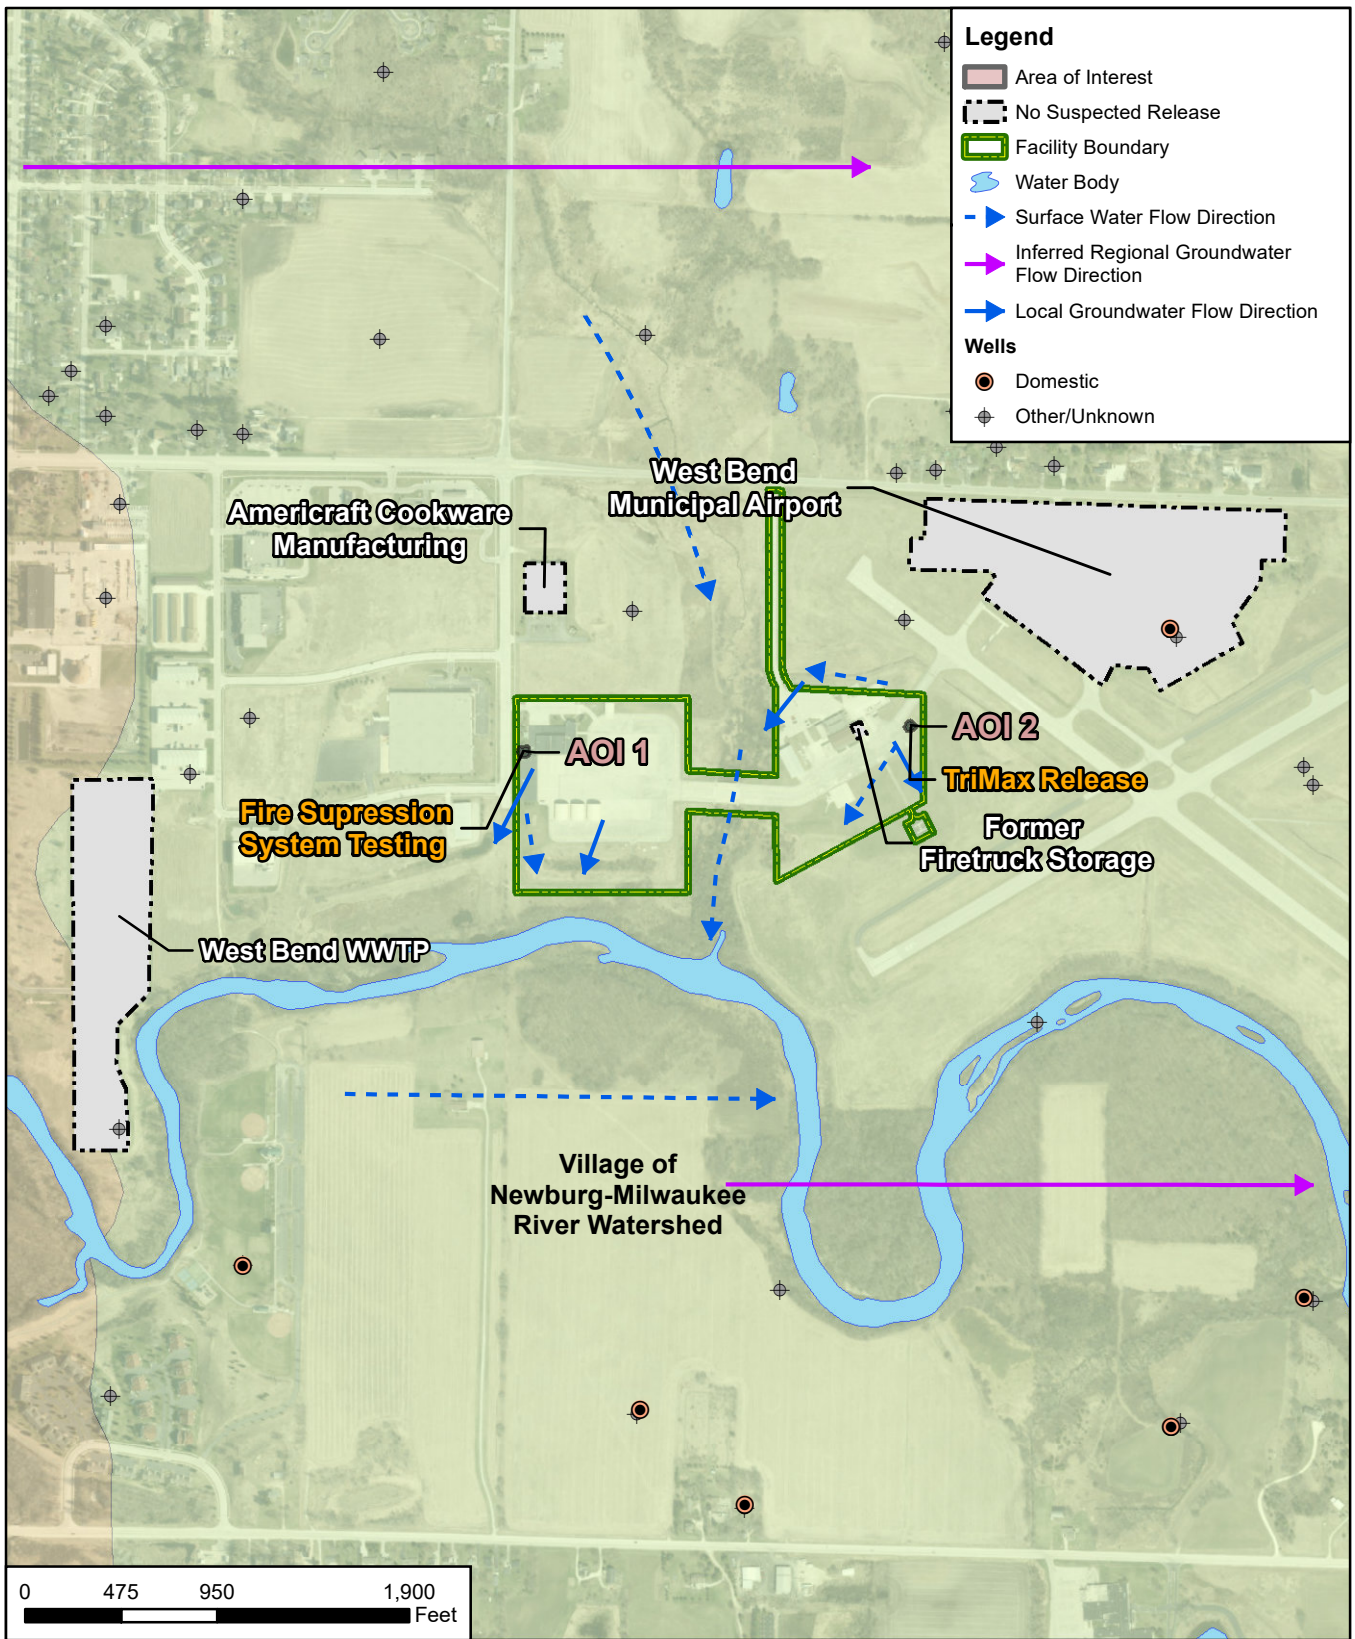 Legend
Area of Interest
No Suspected Release
Facility Boundary
Water Body
Surface Water Flow Direction
Inferred Regional Groundwater
Flow Direction
Local Groundwater Flow Direction
Wells
Domestic
Other/Unknown
West Bend
Municipal Airport
Americraft Cookware
Manufacturing
AOI 1
AOI 2
TriMax Release
Fire Supression
System Testing
Former
Firetruck Storage
West Bend WWTP
Village of
Newburg-Milwaukee
River Watershed
0 475 950 1,900
Feet